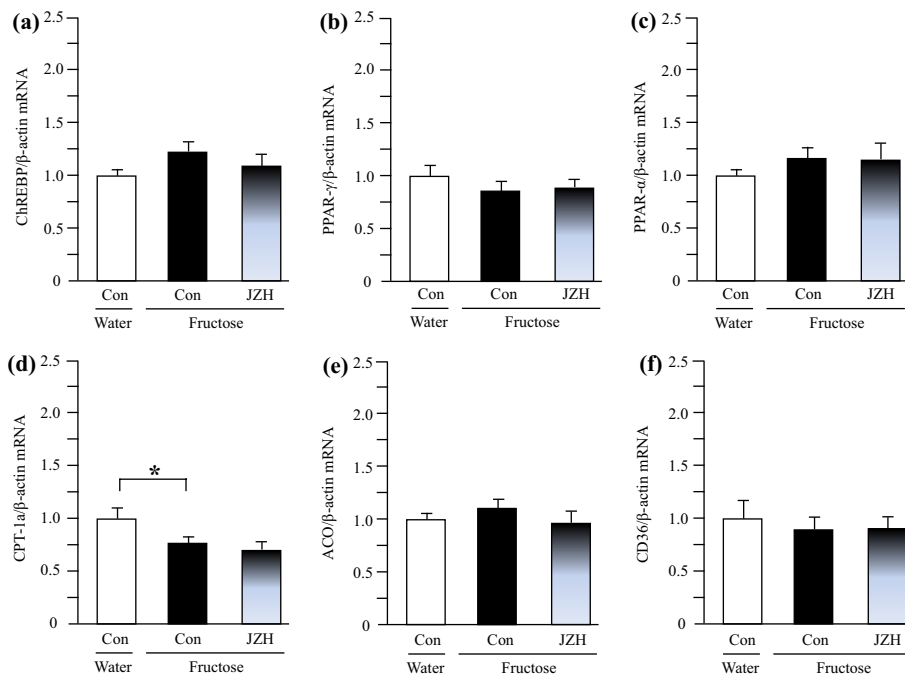 (a)
ChREBP/β-actin mRNA
2.5
2.0
1.5
1.0
0.5
0
Con Con JZH
Water Fructose
(b)
PPAR-γ/β-actin mRNA
2.5
2.0
1.5
1.0
0.5
0
Con Con JZH
Water Fructose
(c)
PPAR-α/β-actin mRNA
2.5
2.0
1.5
1.0
0.5
0
Con Con JZH
Water Fructose
(d)
CPT-1a/β-actin mRNA
2.5
2.0
1.5
1.0
0.5
0
*
Con Con JZH
Water Fructose
(e)
ACO/β-actin mRNA
2.5
2.0
1.5
1.0
0.5
0
Con Con JZH
Water Fructose
(f)
CD36/β-actin mRNA
2.5
2.0
1.5
1.0
0.5
0
Con Con JZH
Water Fructose